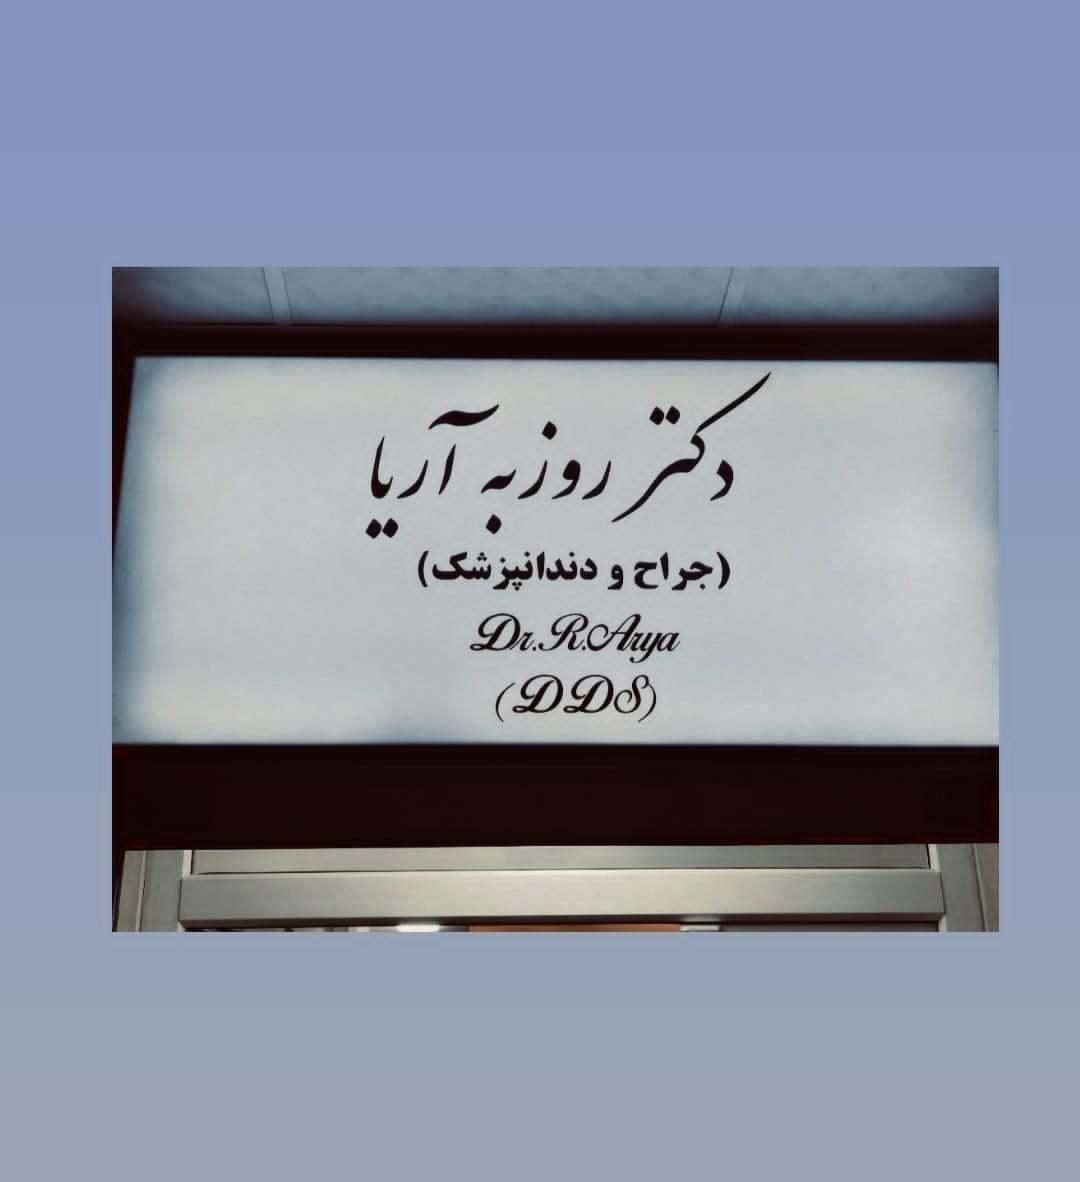 دکتر روزبه آریا
(جراح و دندانپزشک)
Dr.R.Arya
(DDS)